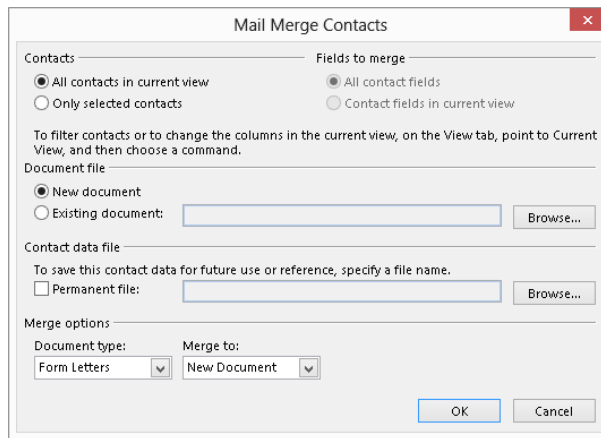 Mail Merge Contacts
Contacts Fields to merge
All contacts in current view All contact fields
Only selected contacts Contact fields in current view
To filter contacts or to change the columns in the current view, on the View tab, point to Current
View, and then choose a command.
Document file
New document
Existing document: Browse...
Contact data file
To save this contact data for future use or reference, specify a file name.
Permanent file: Browse...
Merge options
Document type: Merge to:
Form Letters New Document
OK Cancel